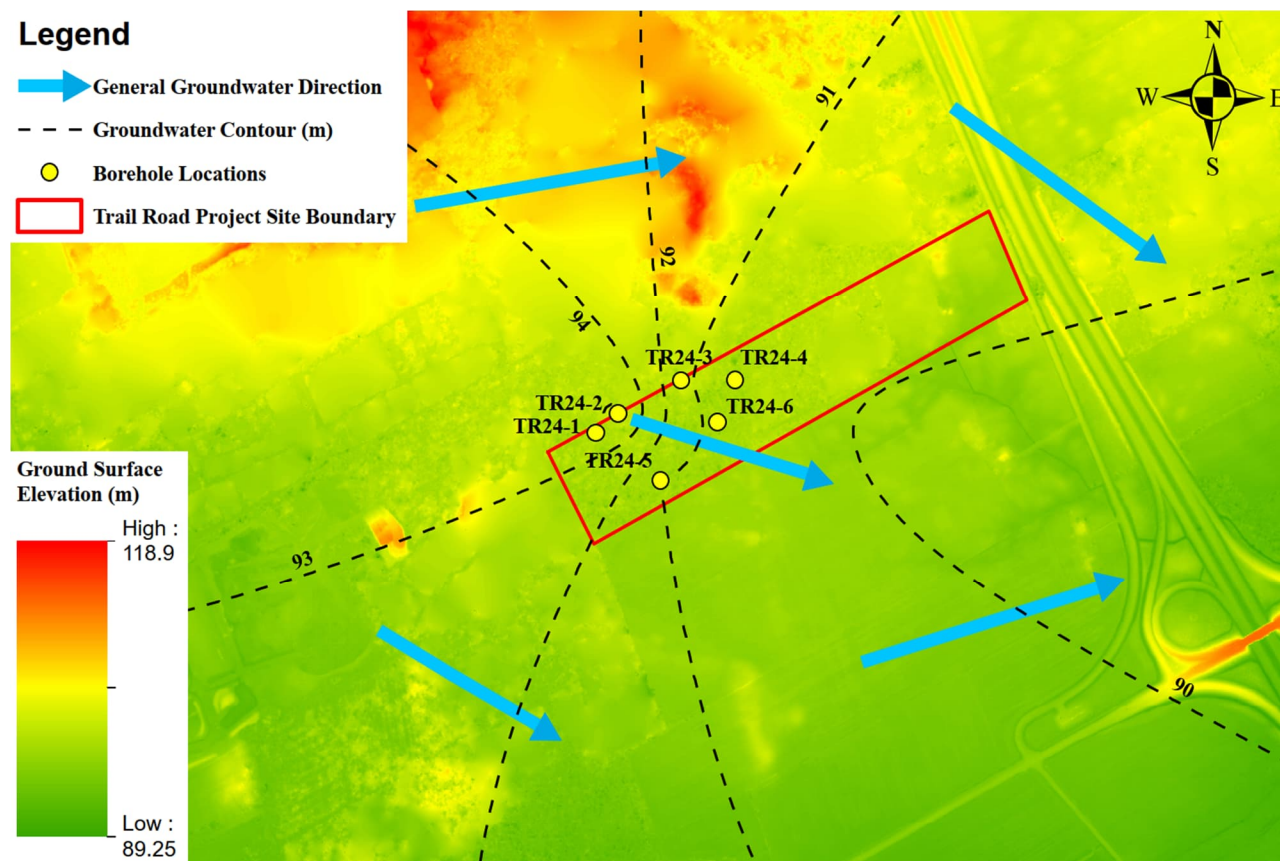 Legend
General Groundwater Direction
Groundwater Contour (m)
Borehole Locations
Trail Road Project Site Boundary
N
W
E
S
91
92
94
TR24-3
TR24-4
TR24-2
TR24-6
TR24-1
TR24-5
93
90
Ground Surface
Elevation (m)
High :
118.9
Low :
89.25